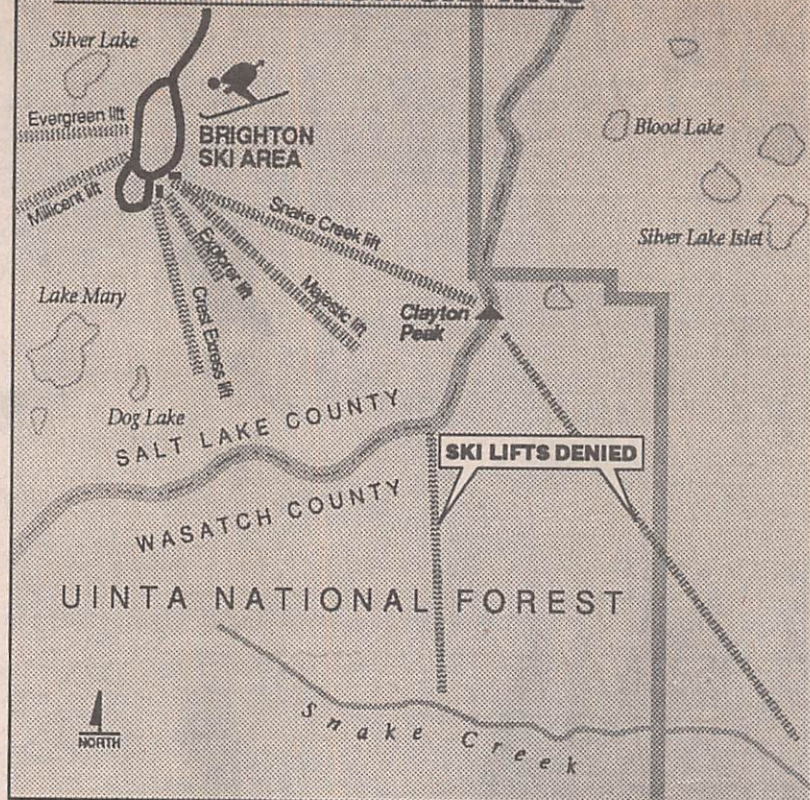 Silver Lake
Evergreen lift
BRIGHTON
SKI AREA
Blood Lake
Millicent lift
Snake Creek lift
Silver Lake Islet
Explorer lift
Majestic lift
Lake Mary
Crest Exress lift
Clayton
Peak
Dog Lake
SALT LAKE COUNTY
SKI LIFTS DENIED
WASATCH COUNTY
UINTA NATIONAL FOREST
Snake Creek
NORTH